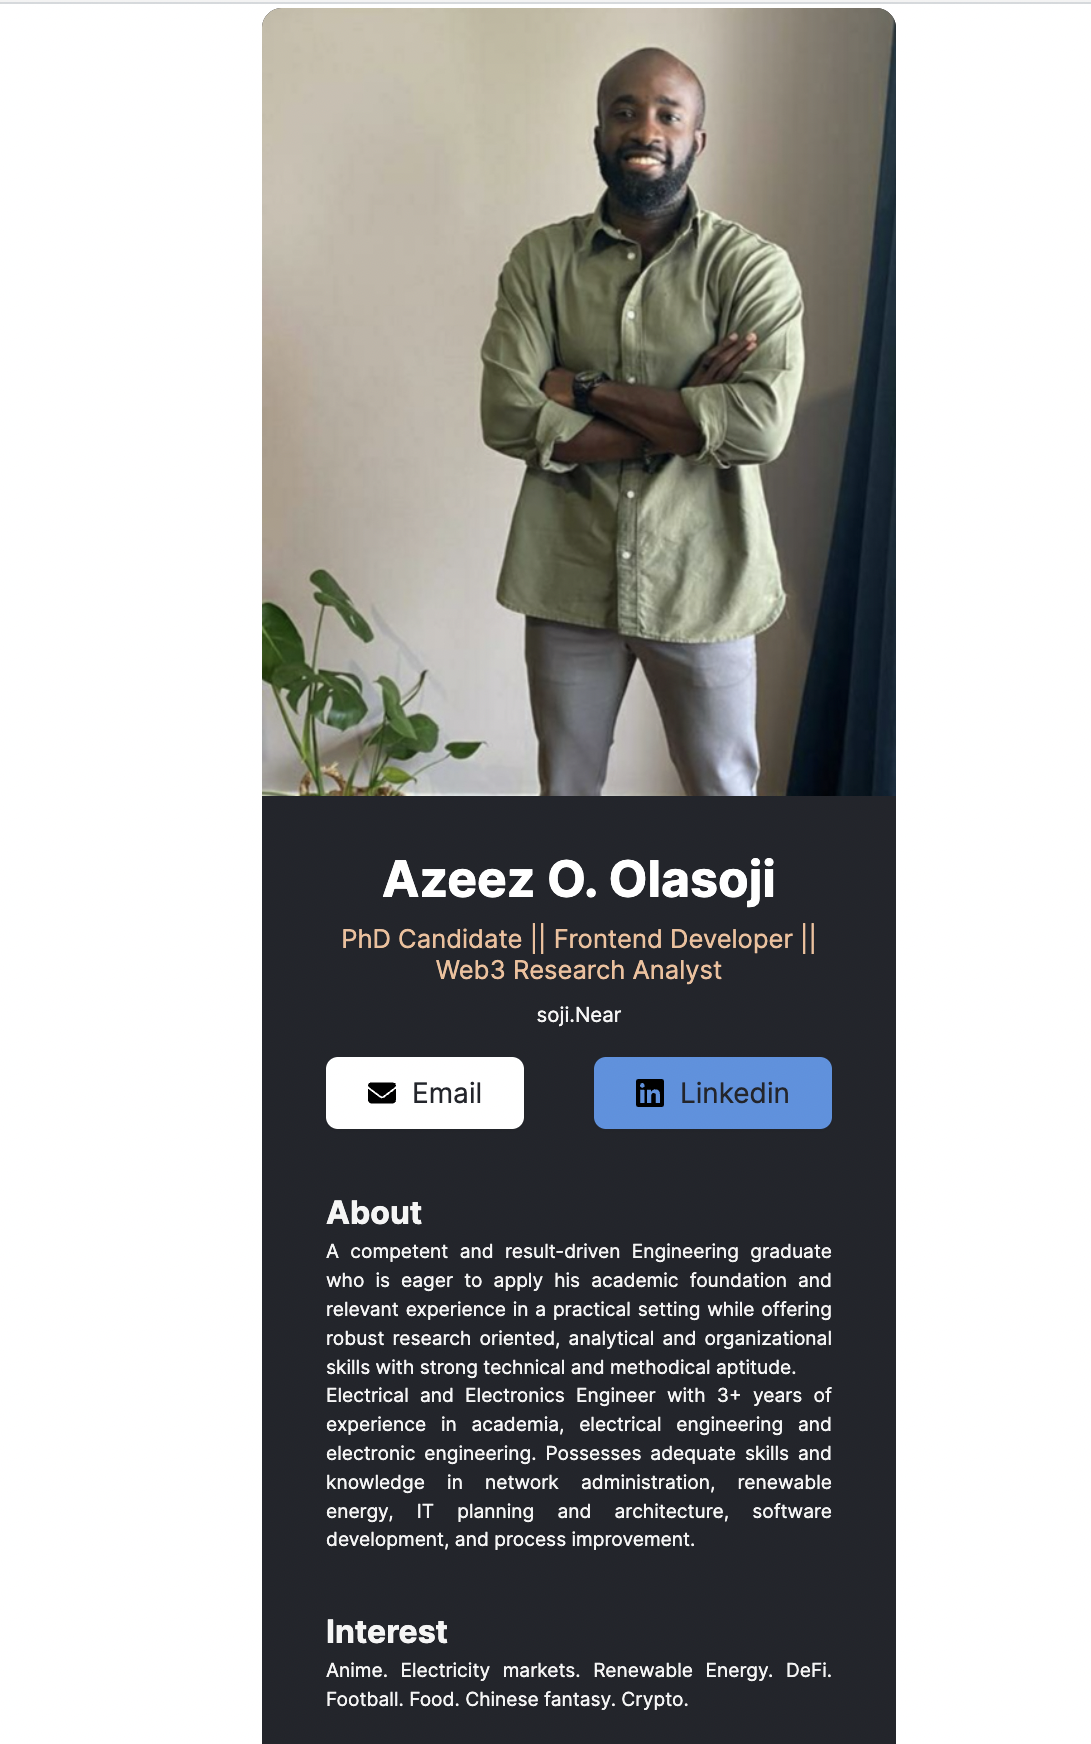 Azeez O. Olasoji
PhD Candidate || Frontend Developer ||
Web3 Research Analyst
soji.Near
Email
in Linkedin
About
A competent and result-driven Engineering graduate
who is eager to apply his academic foundation and
relevant experience in a practical setting while offering
robust research oriented, analytical and organizational
skills with strong technical and methodical aptitude.
Electrical and Electronics Engineer with 3+ years of
experience in academia, electrical engineering and
electronic engineering. Possesses adequate skills and
knowledge in network administration, renewable
energy, IT planning and architecture, software
development, and process improvement.
Interest
Anime. Electricity markets. Renewable Energy. DeFi.
Football. Food. Chinese fantasy. Crypto.